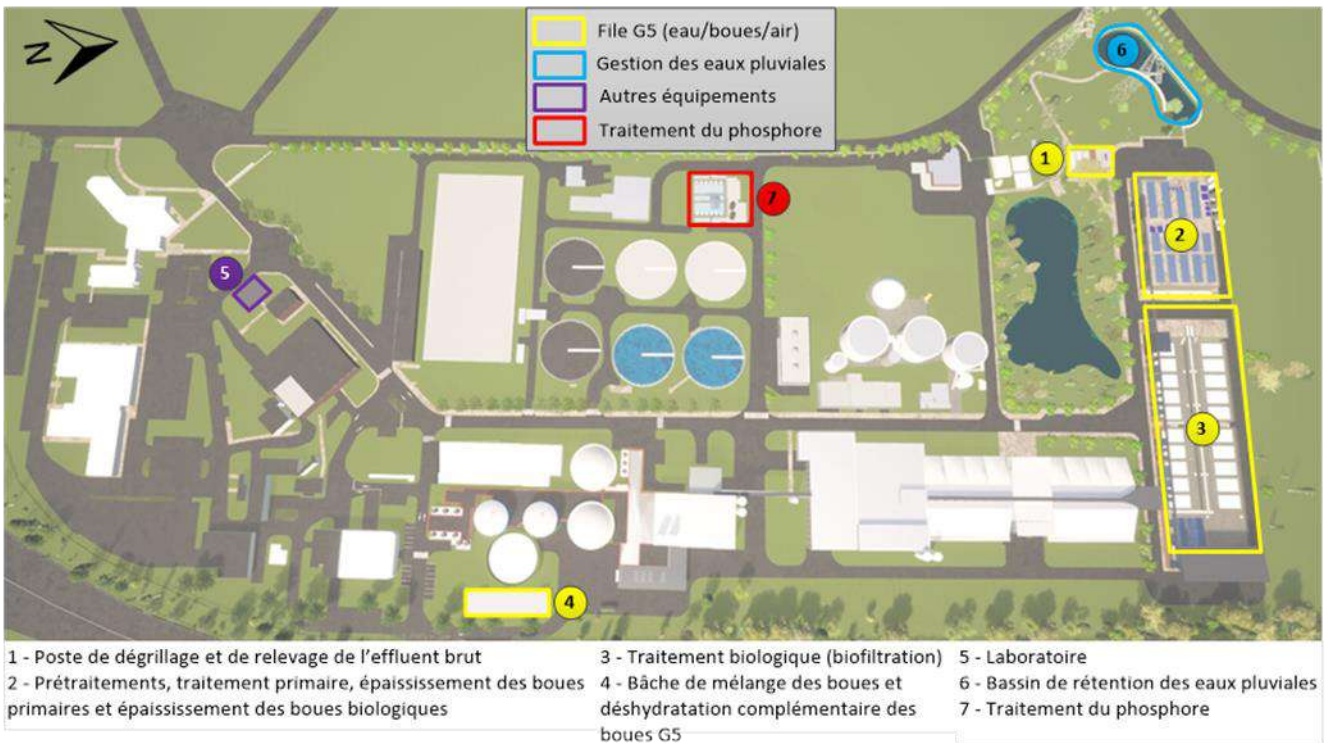 N
File G5 (eau/boues/air)
Gestion des eaux pluviales
Autres équipements
Traitement du phosphore
6
1
7
2
5
3
4
1 - Poste de dégrillage et de relevage de l'effluent brut
2 - Prétraitements, traitement primaire, épaississement des boues
primaires et épaississement des boues biologiques
3 - Traitement biologique (biofiltration)
4 - Bâche de mélange des boues et
déshydratation complémentaire des
boues G5
5 - Laboratoire
6 - Bassin de rétention des eaux pluviales
7 - Traitement du phosphore